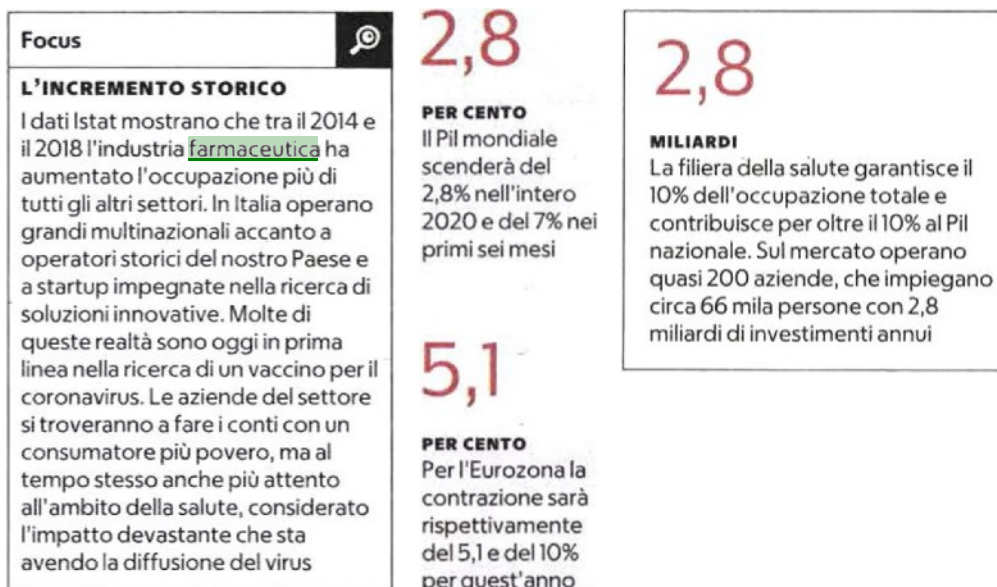 Focus
L'INCREMENTO STORICO
I dati Istat mostrano che tra il 2014 e
il 2018 l'industria farmaceutica ha
aumentato l'occupazione più di
tutti gli altri settori. In Italia operano
grandi multinazionali accanto a
operatori storici del nostro Paese e
a startup impegnate nella ricerca di
soluzioni innovative. Molte di
queste realtà sono oggi in prima
linea nella ricerca di un vaccino per il
coronavirus. Le aziende del settore
si troveranno a fare i conti con un
consumatore più povero, ma al
tempo stesso anche più attento
all'ambito della salute, considerato
l'impatto devastante che sta
avendo la diffusione del virus
2,8
PER CENTO
Il Pil mondiale
scenderà del
2,8% nell'intero
2020 e del 7% nei
primi sei mesi
5,1
PER CENTO
Per l'Eurozona la
contrazione sarà
rispettivamente
del 5,1 e del 10%
per quest'anno
2,8
MILIARDI
La filiera della salute garantisce il
10% dell'occupazione totale e
contribuisce per oltre il 10% al Pil
nazionale. Sul mercato operano
quasi 200 aziende, che impiegano
circa 66 mila persone con 2,8
miliardi di investimenti annui